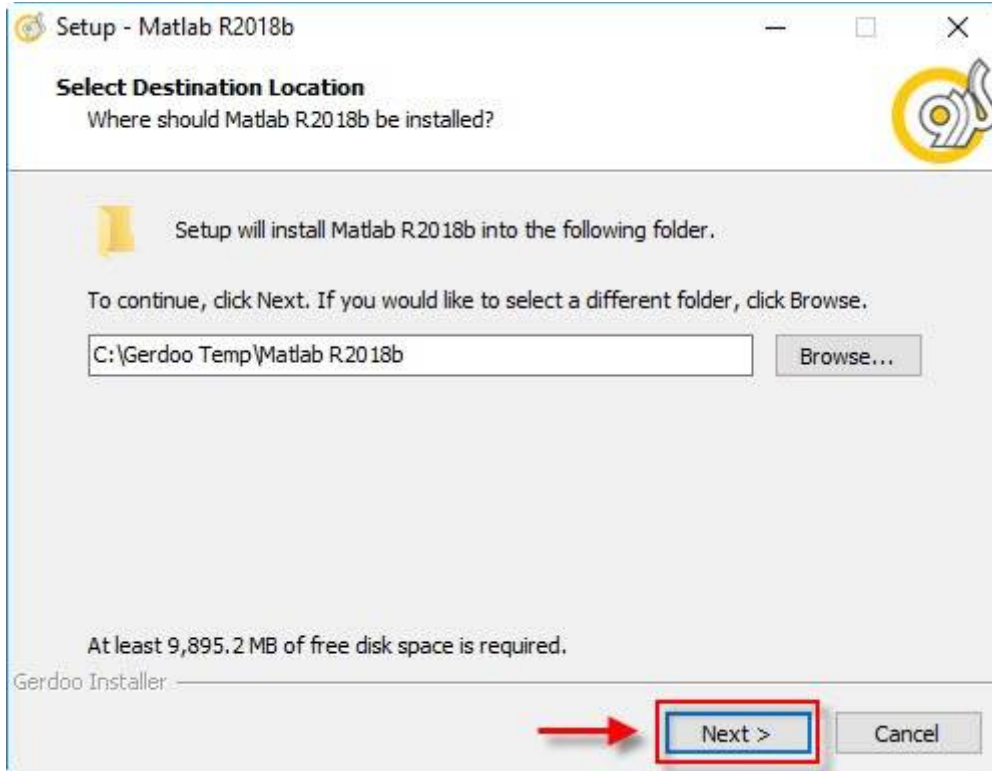 Setup - Matlab R2018b
Select Destination Location
Where should Matlab R2018b be installed?
Setup will install Matlab R2018b into the following folder.
To continue, click Next. If you would like to select a different folder, click Browse.
C:\Gerdoo Temp\Matlab R2018b
Browse...
At least 9,895.2 MB of free disk space is required.
Gerdoo Installer
Next >
Cancel